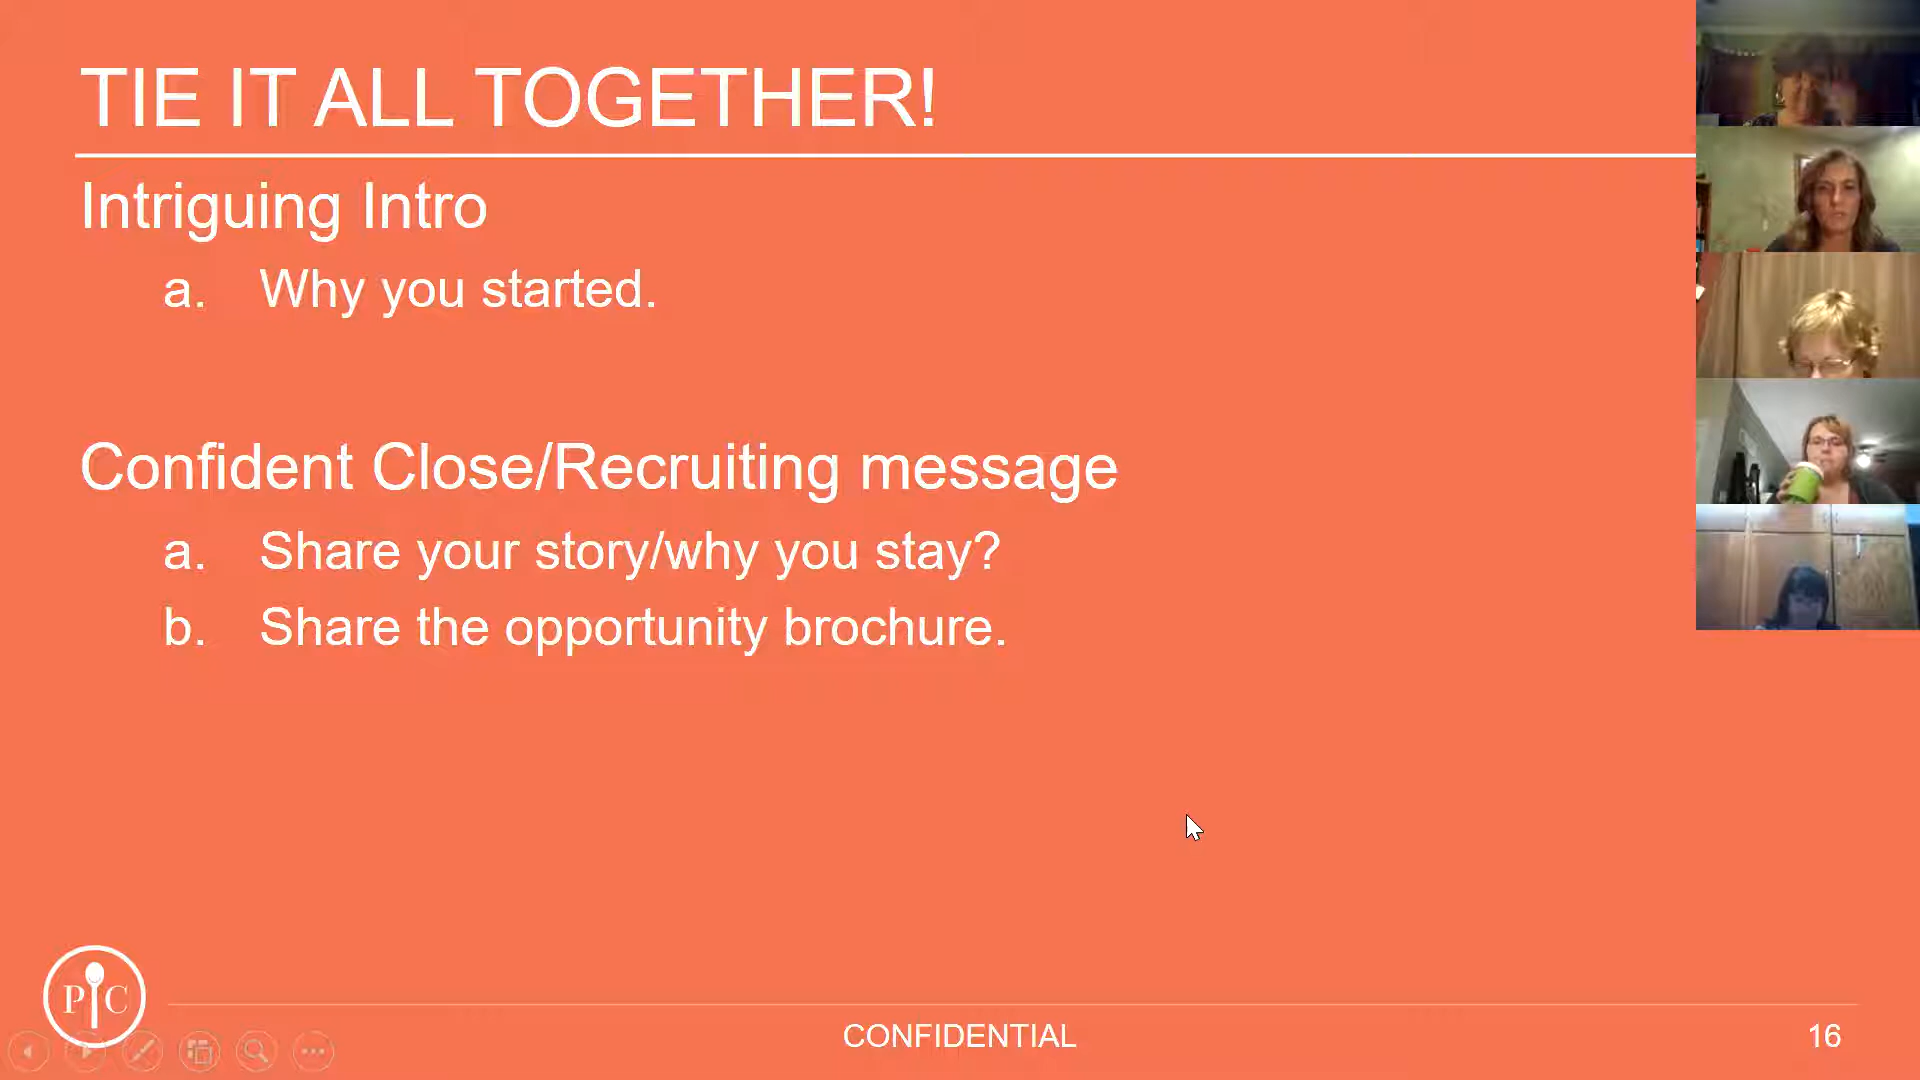 TIE IT ALL TOGETHER!
Intriguing Intro
a. Why you started.
Confident Close/Recruiting message
a. Share your story/why you stay?
b. Share the opportunity brochure.
P C
CONFIDENTIAL
16